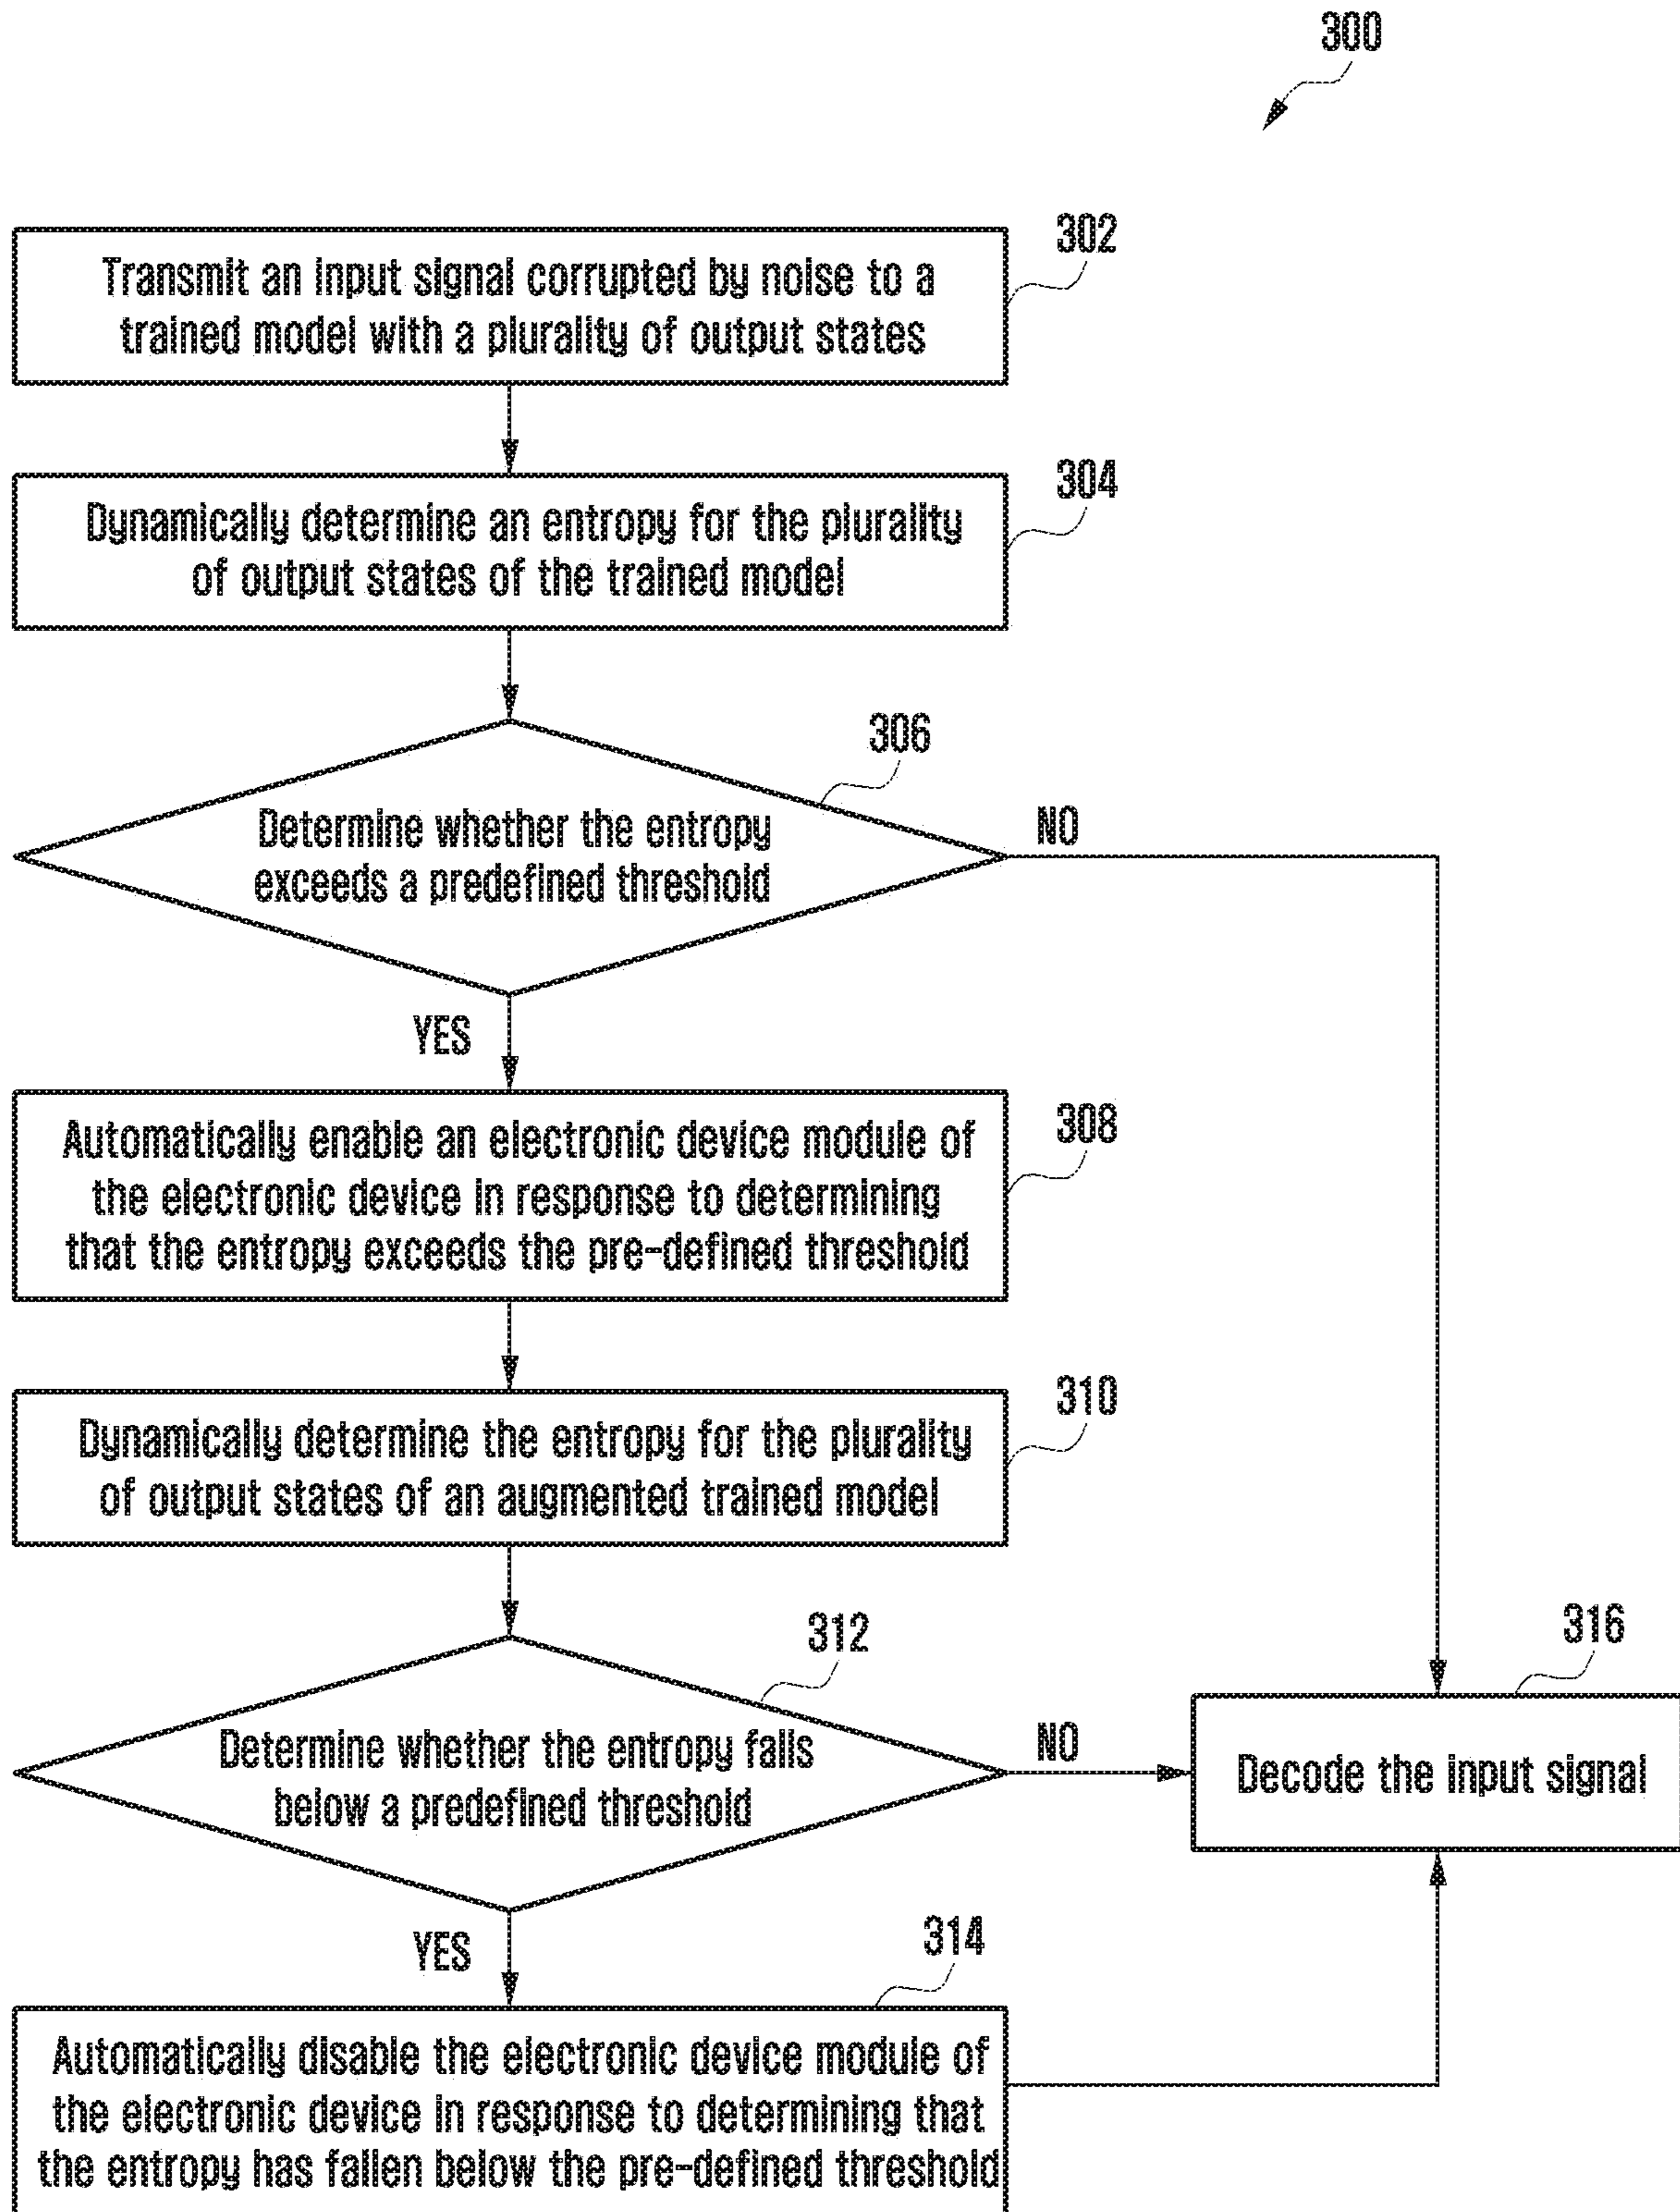 300
302
Transmit an input signal corrupted by noise to a
trained model with a plurality of output states
304
Dynamically determine an entropy for the plurality
of output states of the trained model
306
Determine whether the entropy
exceeds a predefined threshold
NO
YES
308
Automatically enable an electronic device module of
the electronic device in response to determining
that the entropy exceeds the pre-defined threshold
310
Dynamically determine the entropy for the plurality
of output states of an augmented trained model
312
Determine whether the entropy falls
below a predefined threshold
NO
316
Decode the input signal
YES
314
Automatically disable the electronic device module of
the electronic device in response to determining that
the entropy has fallen below the pre-defined threshold